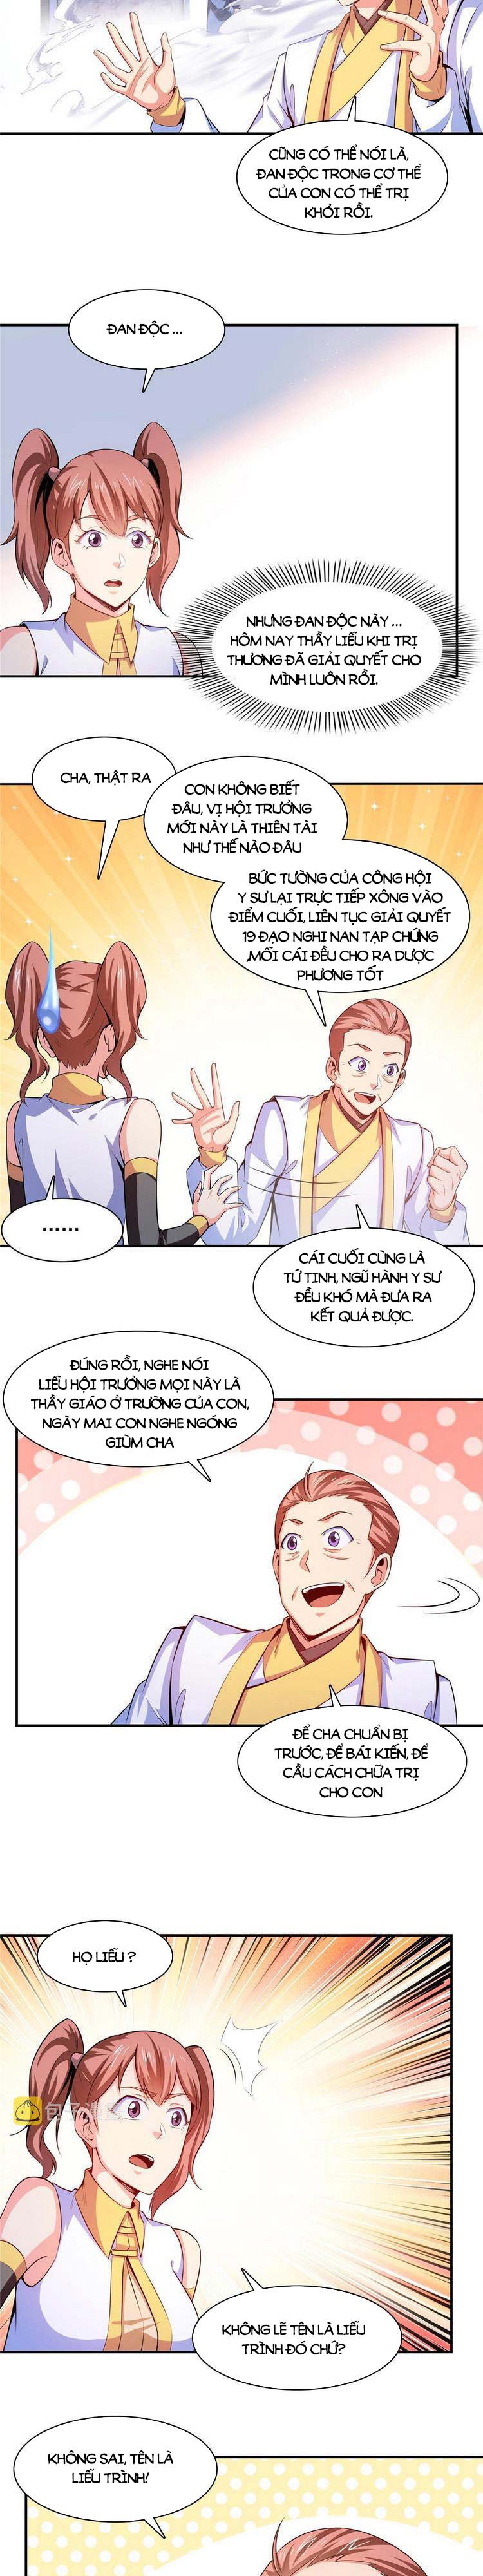 CŨNG CÓ THỂ NÓI LÀ,
ĐAN ĐỘC TRONG CƠ THỂ
CỦA CON CÓ THỂ TRỊ
KHỎI RỒI.
ĐAN ĐỘC ...
NHƯNG ĐAN ĐỘC NÀY ...
HÔM NAY THẦY LIỄU KHI TRỊ
THƯƠNG ĐÃ GIẢI QUYẾT CHO
MÌNH LUÔN RỒI.
CHA, THẬT RA
CON KHÔNG BIẾT
ĐÂU, VỊ HỘI TRƯỞNG
MỚI NÀY LÀ THIÊN TÀI
NHƯ THẾ NÀO ĐÂU
BỨC TƯỜNG CỦA CÔNG HỘI
Y SƯ LẠI TRỰC TIẾP XÔNG VÀO
ĐIỂM CUỐI, LIÊN TỤC GIẢI QUYẾT
19 ĐẠO NGHI NAN TẠP CHỨNG
,MỖI CÁI ĐỀU CHO RA DƯỢC
PHƯƠNG TỐT
......
CÁI CUỐI CÙNG LÀ
TỨ TINH, NGŨ HÀNH Y SƯ
ĐỀU KHÓ MÀ ĐƯA RA
KẾT QUẢ ĐƯỢC.
ĐÚNG RỒI, NGHE NÓI
LIỄU HỘI TRƯỞNG MỌI NÀY LÀ
THẦY GIÁO Ở TRƯỜNG CỦA CON,
NGÀY MAI CON NGHE NGÓNG
GIÙM CHA
ĐỂ CHA CHUẨN BỊ
TRƯỚC, ĐỂ BÁI KIẾN, ĐỂ
CẦU CÁCH CHỮA TRỊ
CHO CON
HỌ LIỄU ?
KHÔNG LẼ TÊN LÀ LIỄU
TRÌNH ĐÓ CHỨ?
KHÔNG SAI, TÊN LÀ
LIỄU TRÌNH!